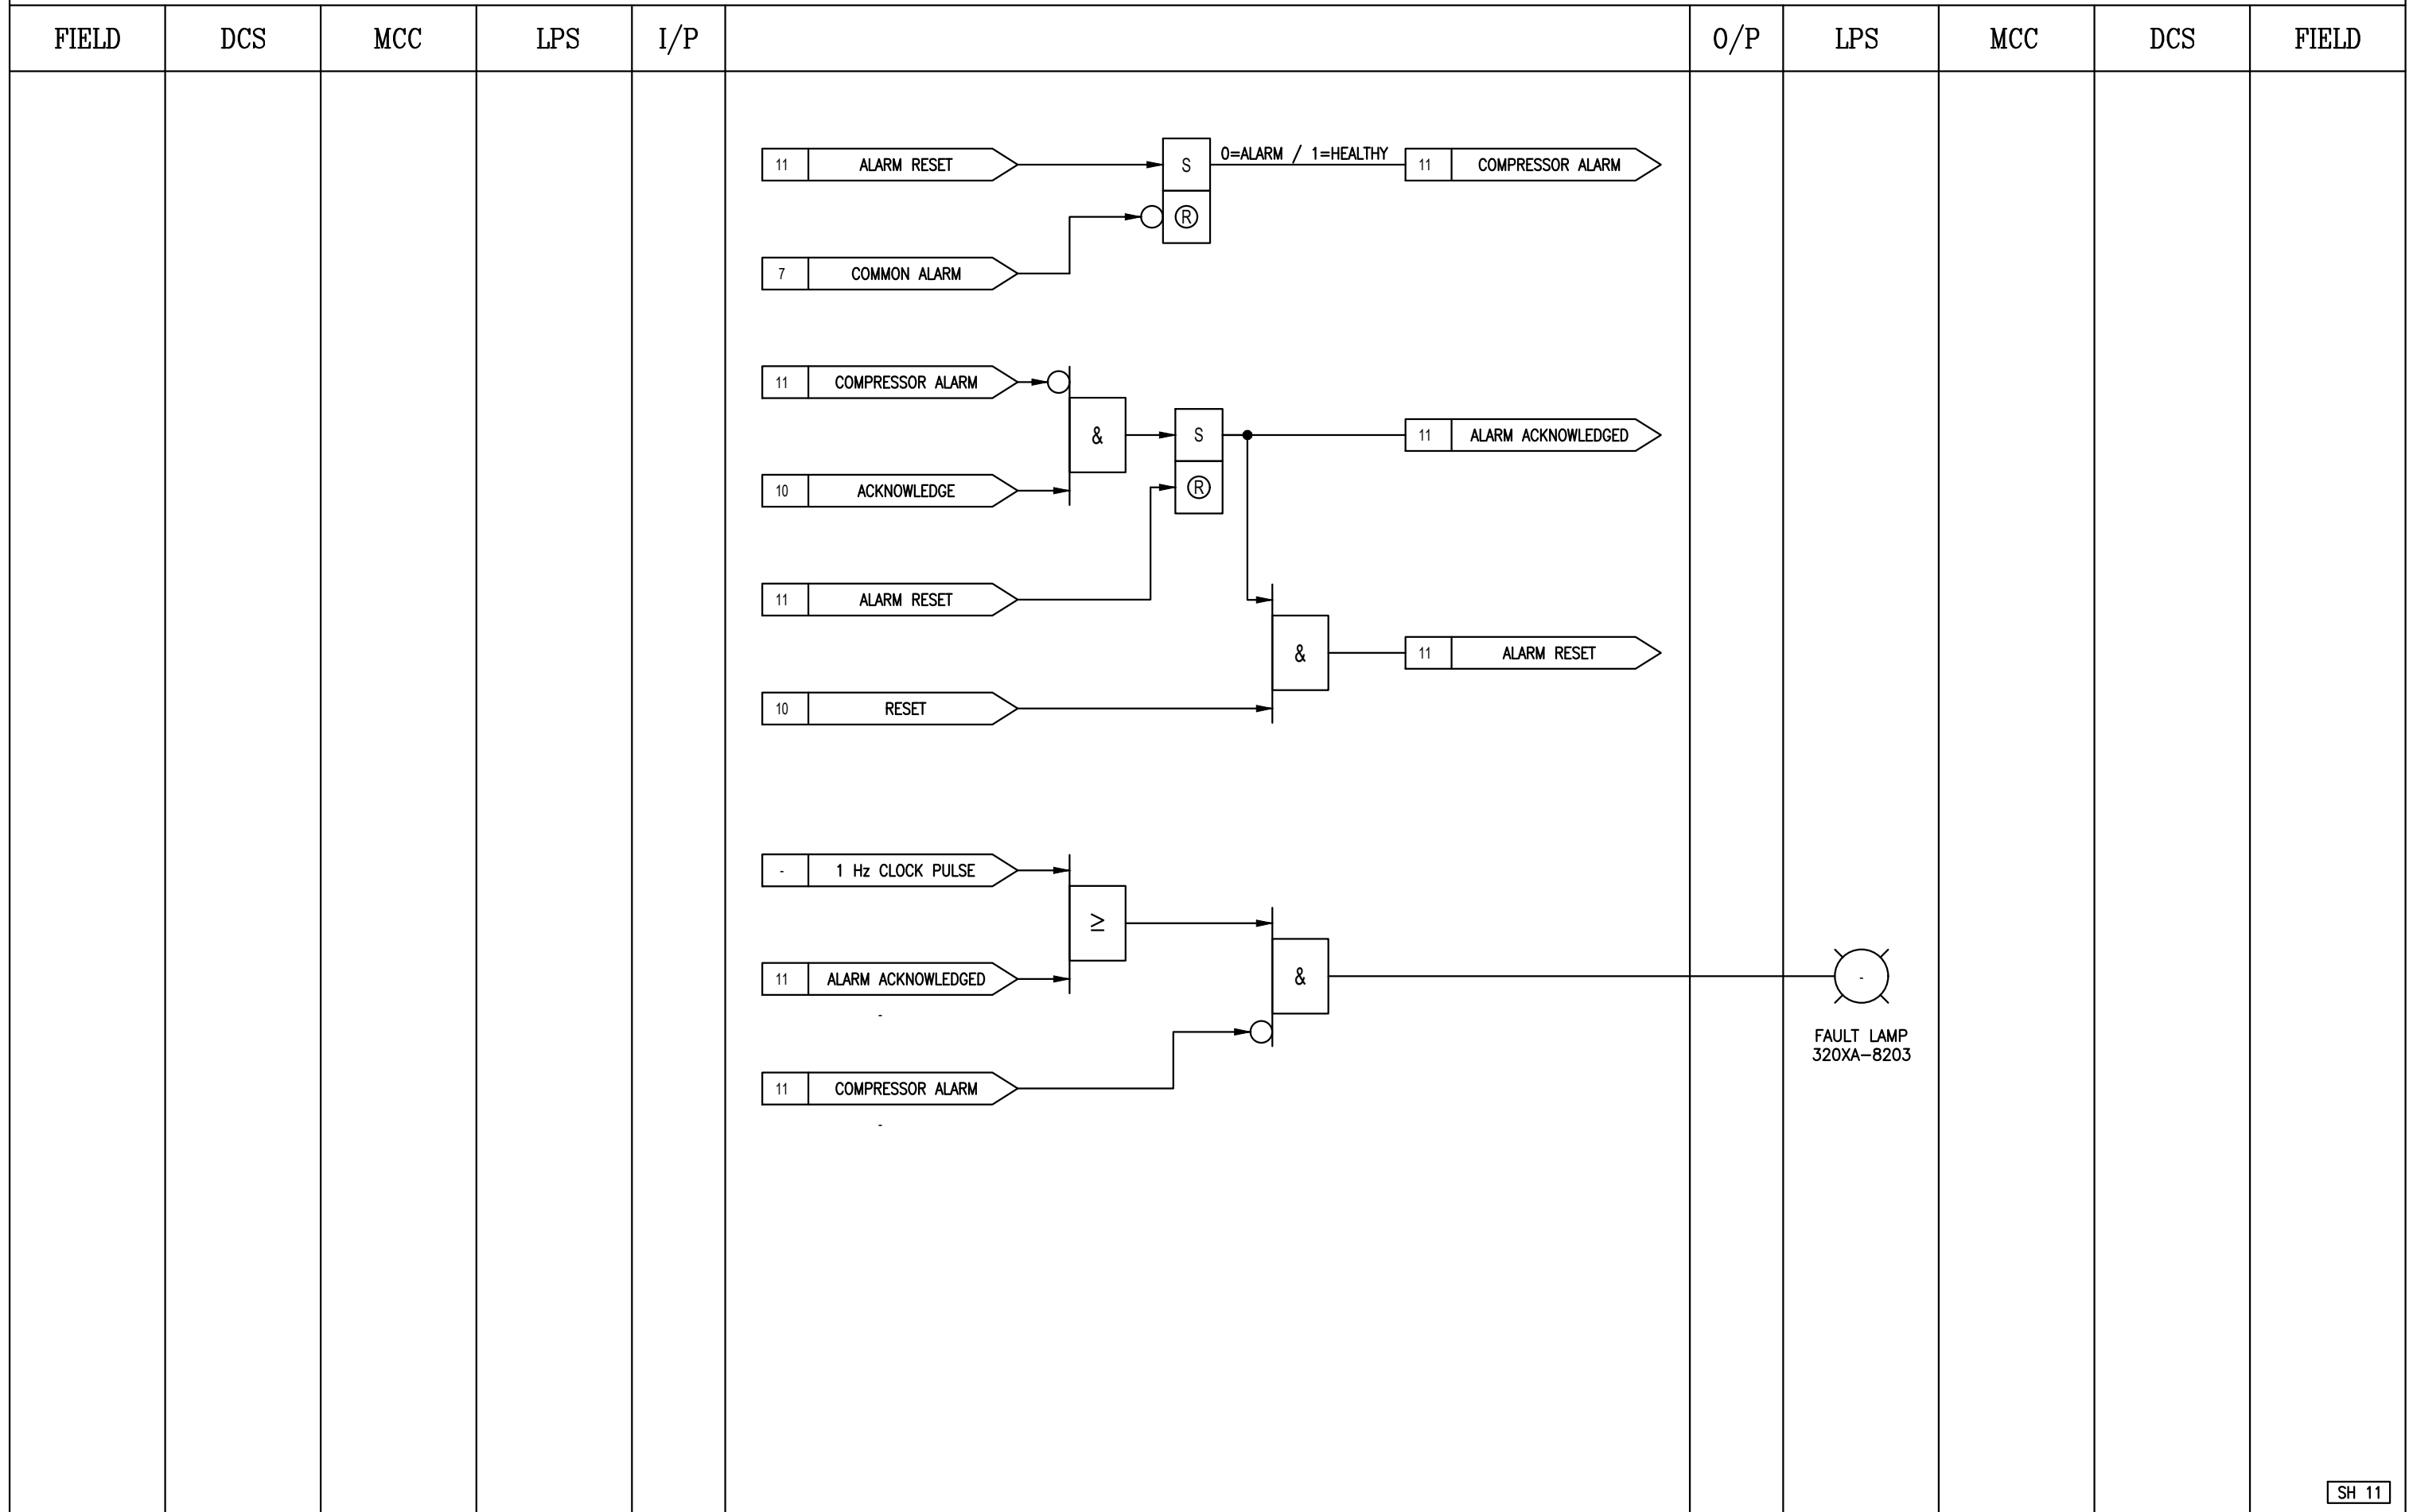 FIELD DCS MCC LPS I/P O/P LPS MCC DCS FIELD
11 ALARM RESET S 0=ALARM / 1=HEALTHY 11 COMPRESSOR ALARM
R
7 COMMON ALARM
11 COMPRESSOR ALARM
& S 11 ALARM ACKNOWLEDGED
10 ACKNOWLEDGE R
11 ALARM RESET
& 11 ALARM RESET
10 RESET
- 1 Hz CLOCK PULSE
≥
11 ALARM ACKNOWLEDGED & -
-
FAULT LAMP
320XA-8203
11 COMPRESSOR ALARM
-
SH 11